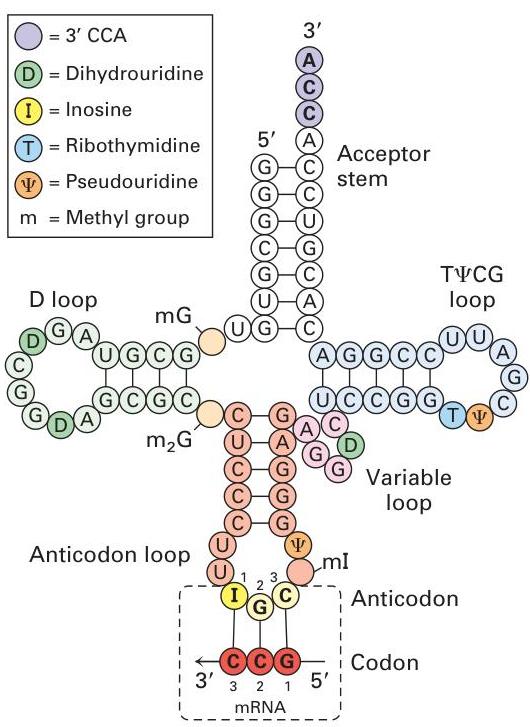 = 3′ CCA
D = Dihydrouridine
I = Inosine
T = Ribothymidine
Ψ = Pseudouridine
m = Methyl group
3′
A
C
C
A
5′
G C
G C
G U
C G
G C
U A
U G C
Acceptor stem
D loop
mG
TΨCG loop
D G A U G C G
C
G
G D A G C G C
m₂G
A G G C C U U A
G
C
U C C G G T Ψ
C G A C
U A G D
C G G
C G
C G
Variable loop
Anticodon loop
U Ψ
U mI
1 2 3
I G C
Anticodon
C C G
Codon
3′ 3 2 1 5′
mRNA